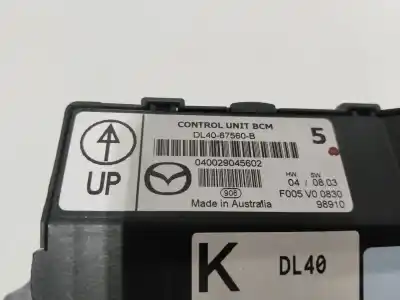 CONTROL UNIT BCM
DL40-67560-B
5
040029045602
UP
HW SW
04 / 08.03
906
F005 V0 0830
Made in Australia
98910
K DL40